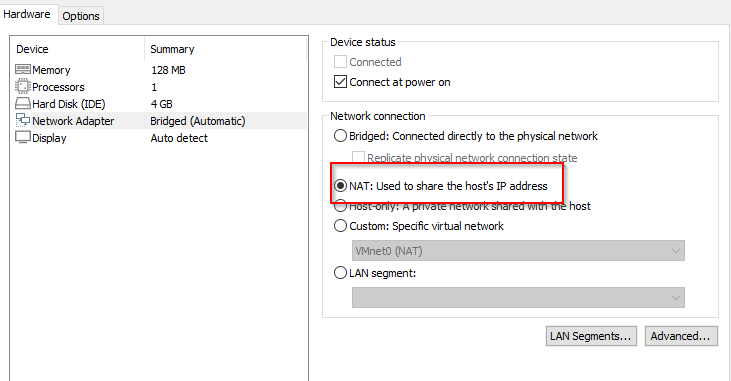 Hardware
Options
Device Summary
Memory 128 MB
Processors 1
Hard Disk (IDE) 4 GB
Network Adapter Bridged (Automatic)
Display Auto detect
Device status
Connected
Connect at power on
Network connection
Bridged: Connected directly to the physical network
Replicate physical network connection state
NAT: Used to share the host's IP address
Host-only: A private network shared with the host
Custom: Specific virtual network
VMnet0 (NAT)
LAN segment:
LAN Segments... Advanced...